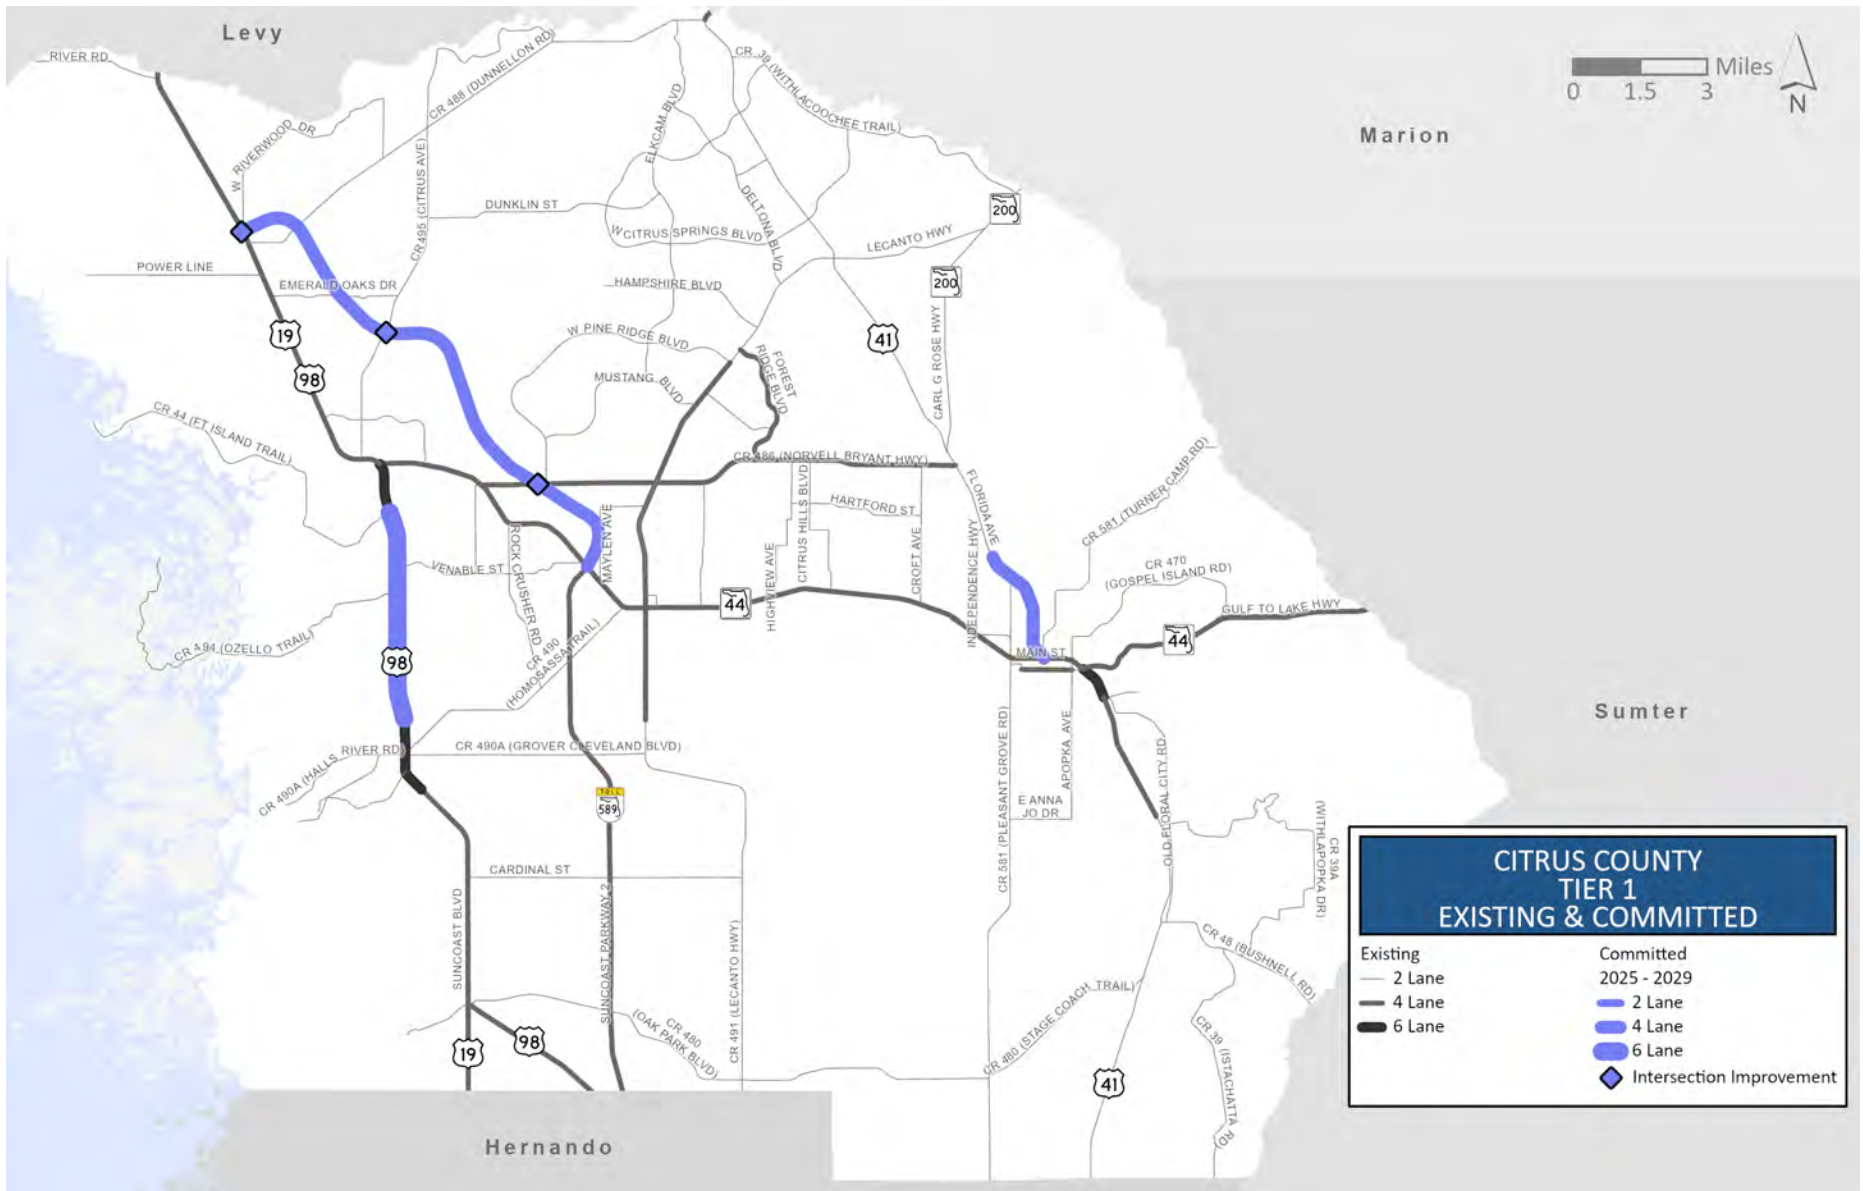 Levy
RIVER RD
CR 488 (DUNNELLON RD)
CR 39 (WITHLACOOCHEE TRAIL)
Miles
0 1.5 3
N
Marion
W RIVERWOOD DR
ELKCAM BLVD
CR 495 (CITRUS AVE)
DUNKLIN ST
DELTONA BLVD
200
W CITRUS SPRINGS BLVD
LECANTO HWY
POWER LINE
EMERALD OAKS DR
HAMPSHIRE BLVD
200
19
W PINE RIDGE BLVD
41
CARL G ROSE HWY
98
MUSTANG BLVD
FOREST
RIDGE BLVD
CR 44 (FT ISLAND TRAIL)
CR 486 (NORVELL BRYANT HWY)
FLORIDA AVE
CR 581 (TURNER CAMP RD)
CITRUS HILLS BLVD
HARTFORD ST
MAYLEN AVE
ROCK CRUSHER RD
VENABLE ST
HIGHVIEW AVE
CROFT AVE
INDEPENDENCE HWY
CR 470
(GOSPEL ISLAND RD)
44
GULF TO LAKE HWY
CR 494 (OZELLO TRAIL)
CR 490
(HOMOSASSA TRAIL)
98
MAIN ST
44
Sumter
CR 490A (HALLS RIVER RD)
CR 490A (GROVER CLEVELAND BLVD)
CR 581 (PLEASANT GROVE RD)
APOPKA AVE
OLD FLORAL CITY RD
TOLL
589
E ANNA
JO DR
CR 39A
(WITHLAPOPKA DR)
CARDINAL ST
SUNCOAST BLVD
SUNCOAST PARKWAY 2
CR 491 (LECANTO HWY)
CR 48 (BUSHNELL RD)
CR 480
(OAK PARK BLVD)
CR 480 (STAGE COACH TRAIL)
CR 39 (ISTACHATTA RD)
19
98
41
Hernando
CITRUS COUNTY
TIER 1
EXISTING & COMMITTED
Existing
2 Lane
4 Lane
6 Lane
Committed
2025 - 2029
2 Lane
4 Lane
6 Lane
Intersection Improvement